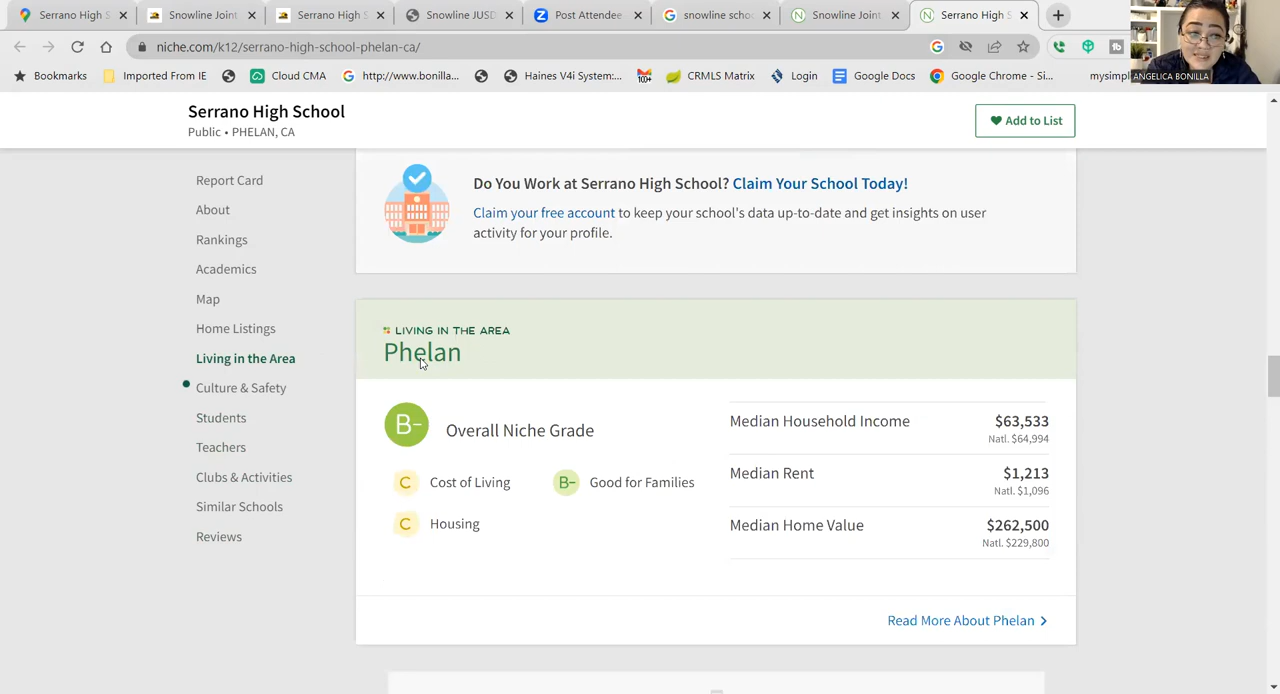 Serrano High S
Snowline Joint
Serrano High S
Snowline JUSD
Post Attendee
snowline schoo
Snowline Joint
Serrano High S
niche.com/k12/serrano-high-school-phelan-ca/
Bookmarks
Imported From IE
Cloud CMA
http://www.bonilla...
Haines V4i System:...
CRMLS Matrix
Login
Google Docs
Google Chrome - Si...
mysimpl
ANGELICA BONILLA
Serrano High School
Public • PHELAN, CA
Add to List
Report Card
About
Rankings
Academics
Map
Home Listings
Living in the Area
Culture & Safety
Students
Teachers
Clubs & Activities
Similar Schools
Reviews
Do You Work at Serrano High School? Claim Your School Today!
Claim your free account to keep your school's data up-to-date and get insights on user
activity for your profile.
LIVING IN THE AREA
Phelan
B- Overall Niche Grade
C Cost of Living
B- Good for Families
C Housing
Median Household Income $63,533
Natl. $64,994
Median Rent $1,213
Natl. $1,096
Median Home Value $262,500
Natl. $229,800
Read More About Phelan